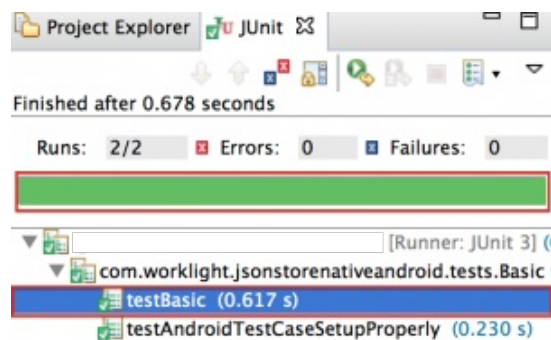 Project Explorer JUnit
Finished after 0.678 seconds
Runs: 2/2 Errors: 0 Failures: 0
[Runner: JUnit 3] (
com.worklight.jsonstorenativeandroid.tests.Basic
testBasic (0.617 s)
testAndroidTestCaseSetupProperly (0.230 s)